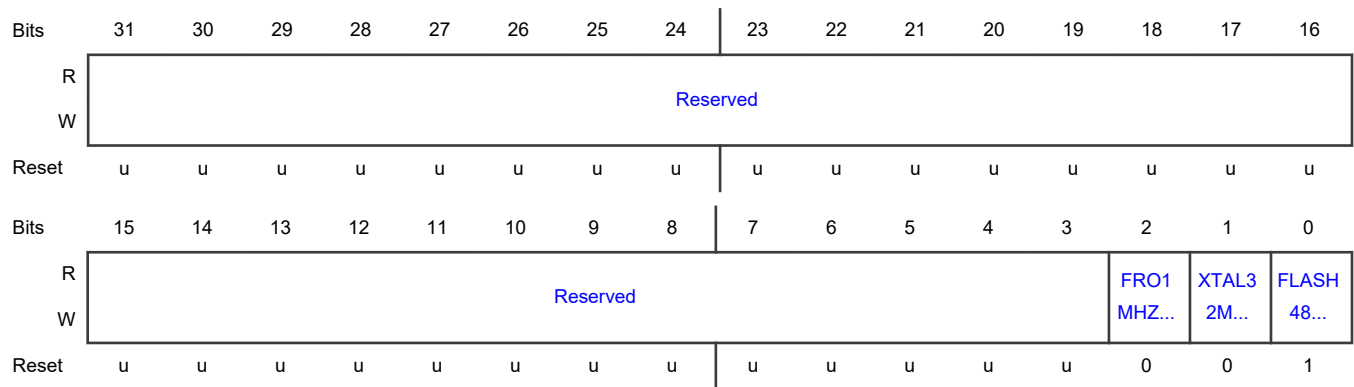 Bits 31 30 29 28 27 26 25 24 23 22 21 20 19 18 17 16
R
Reserved
W
Reset u u u u u u u u u u u u u u u u
Bits 15 14 13 12 11 10 9 8 7 6 5 4 3 2 1 0
R FRO1 XTAL3 FLASH
Reserved
W MHZ... 2M... 48...
Reset u u u u u u u u u u u u u 0 0 1